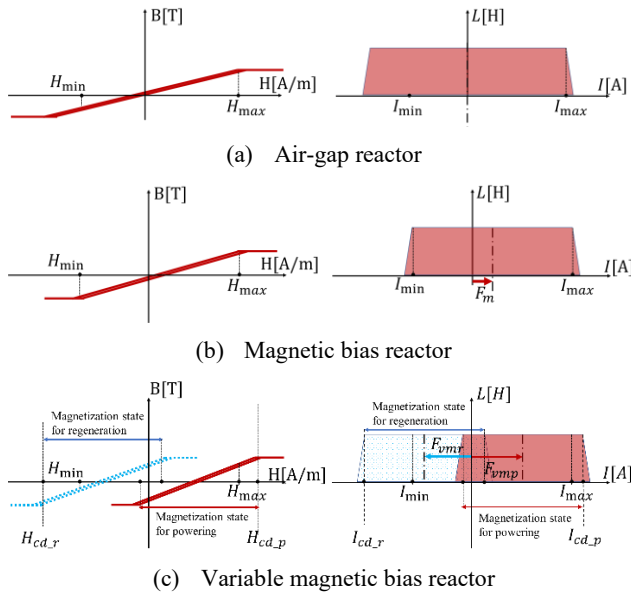 B[T]
L[H]
H_min
H[A/m]
H_max
I_min
I_max
I[A]
(a) Air-gap reactor
B[T]
L[H]
H_min
H[A/m]
H_max
I_min
F_m
I_max
I[A]
(b) Magnetic bias reactor
B[T]
L[H]
Magnetization state
for regeneration
H_min
H[A/m]
H_max
Magnetization state
for powering
H_cd_r
H_cd_p
Magnetization state
for regeneration
F_vmr
F_vmp
I_min
I_max
I[A]
Magnetization state
for powering
I_cd_r
I_cd_p
(c) Variable magnetic bias reactor